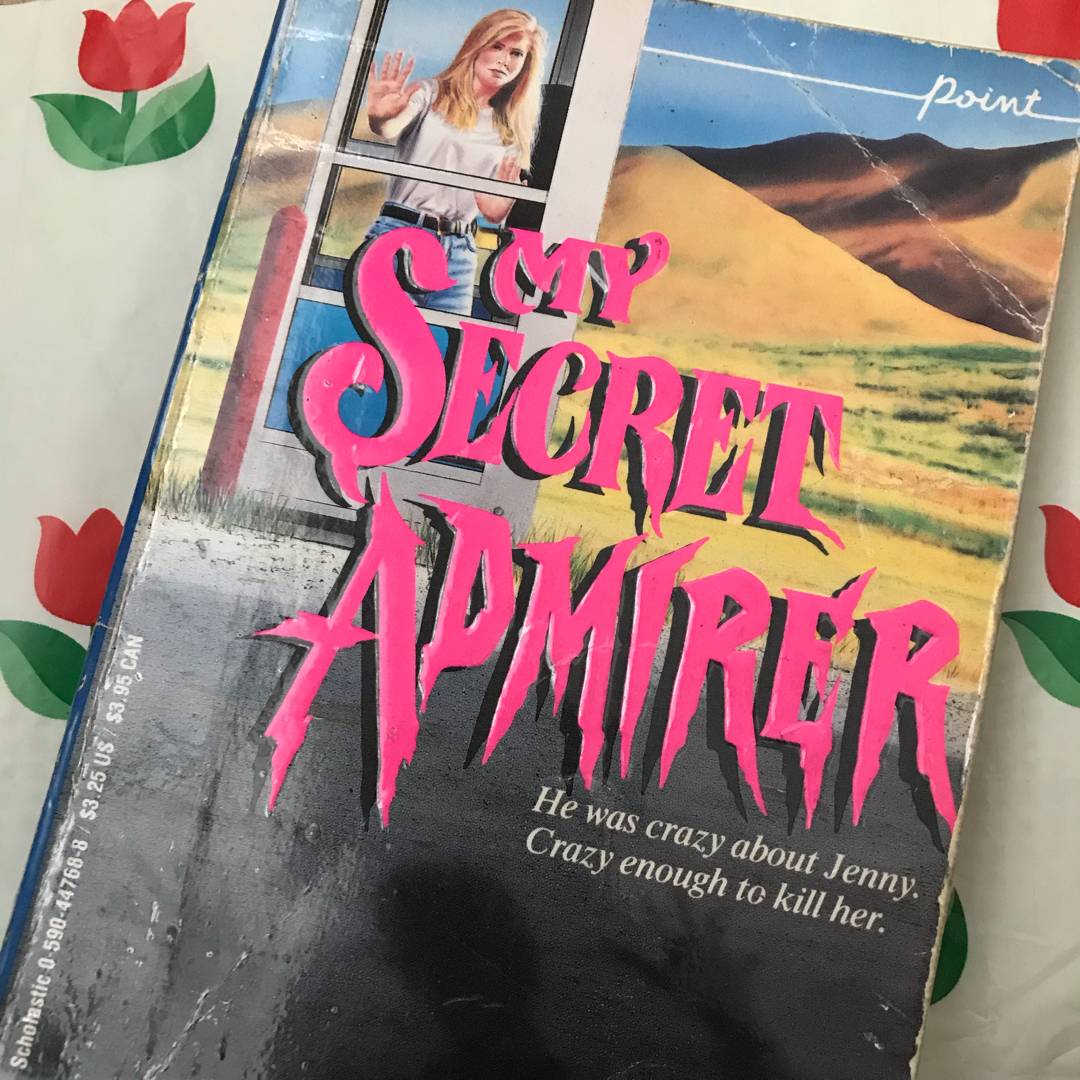 point
MY
SECRET
ADMIRER
He was crazy about Jenny.
Crazy enough to kill her.
Scholastic 0-590-44768-8 / $3.25 US / $3.95 CAN